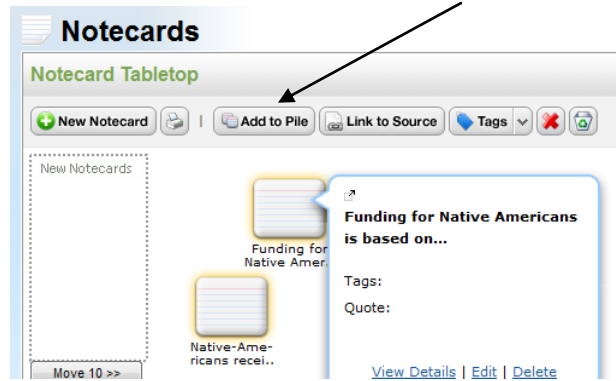 Notecards
Notecard Tabletop
New Notecard | Add to Pile Link to Source Tags
New Notecards
Funding for
Native Amer.
Funding for Native Americans
is based on...
Tags:
Quote:
Native-Ame-
ricans recei..
Move 10 >>
View Details | Edit | Delete